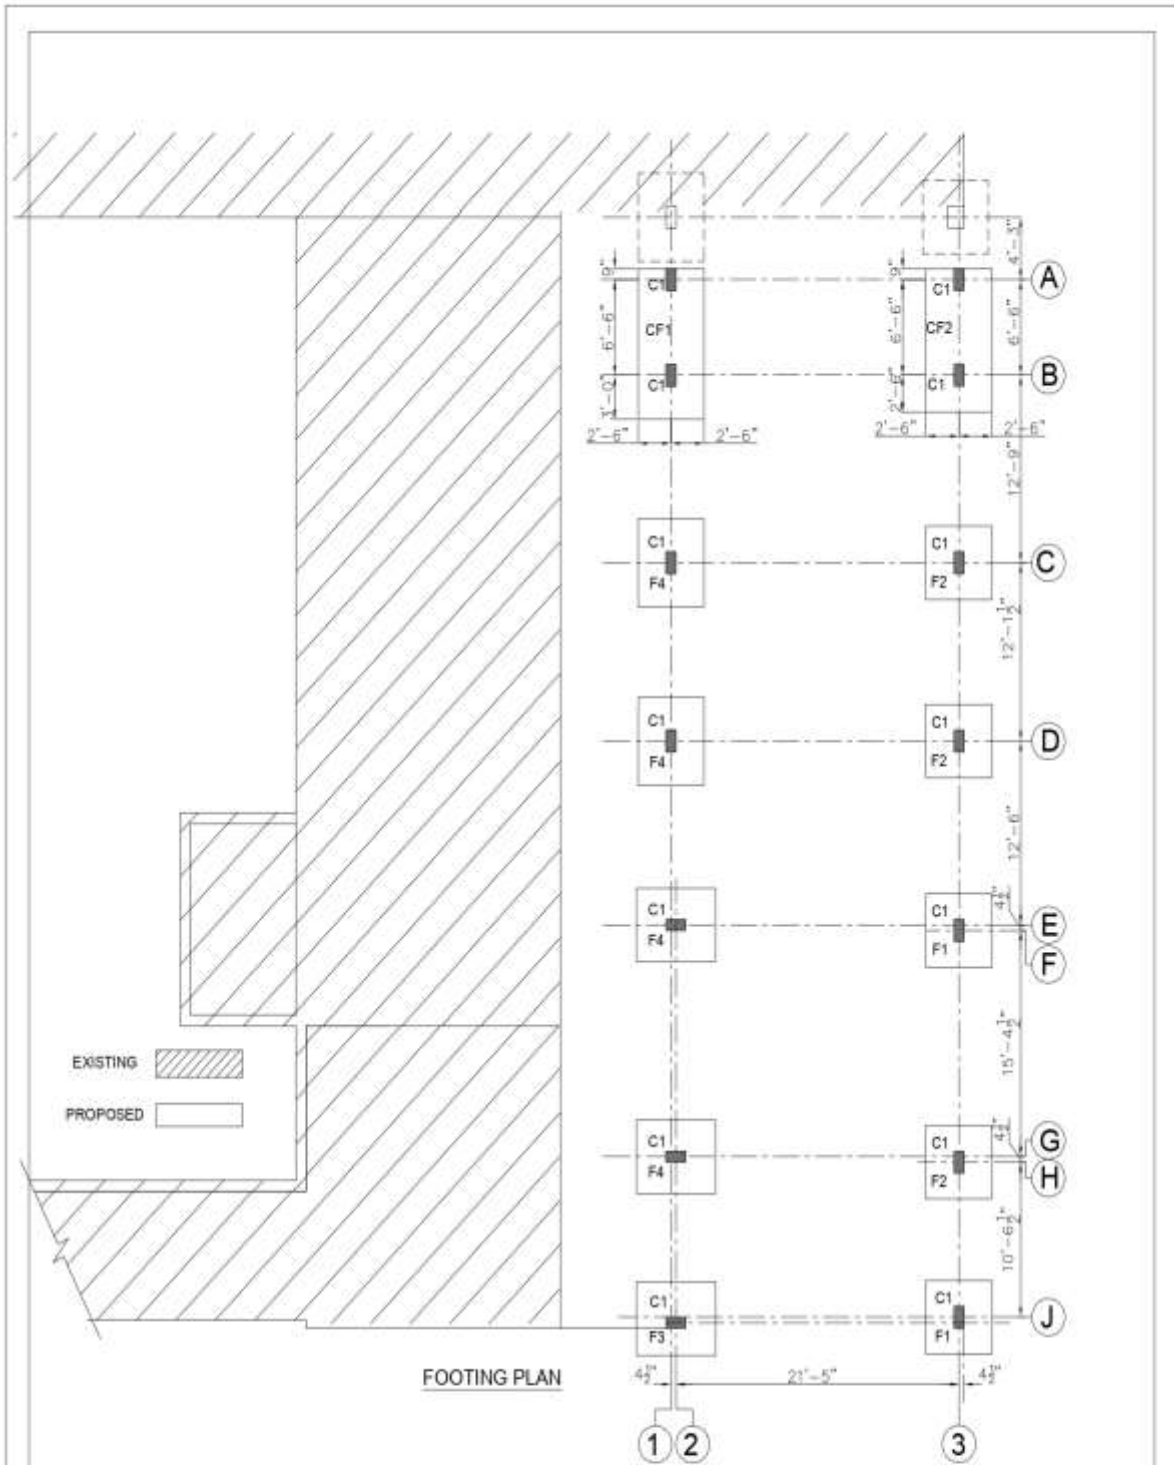 4'-3"
9"
9"
A
C1
C1
6'-6"
6'-6"
6'-6"
CF1
CF2
B
C1
C1
3'-0"
2'-6"
2'-6"
2'-6"
2'-6"
2'-6"
12'-9"
C1
C1
C
F4
F2
12'-1½"
C1
C1
D
F4
F2
12'-6"
4½"
C1
C1
E
F4
F1
F
15'-4½"
EXISTING
PROPOSED
4½"
C1
C1
G
F4
F2
H
10'-6½"
C1
C1
J
F3
F1
FOOTING PLAN
4½"
21'-5"
4½"
1
2
3